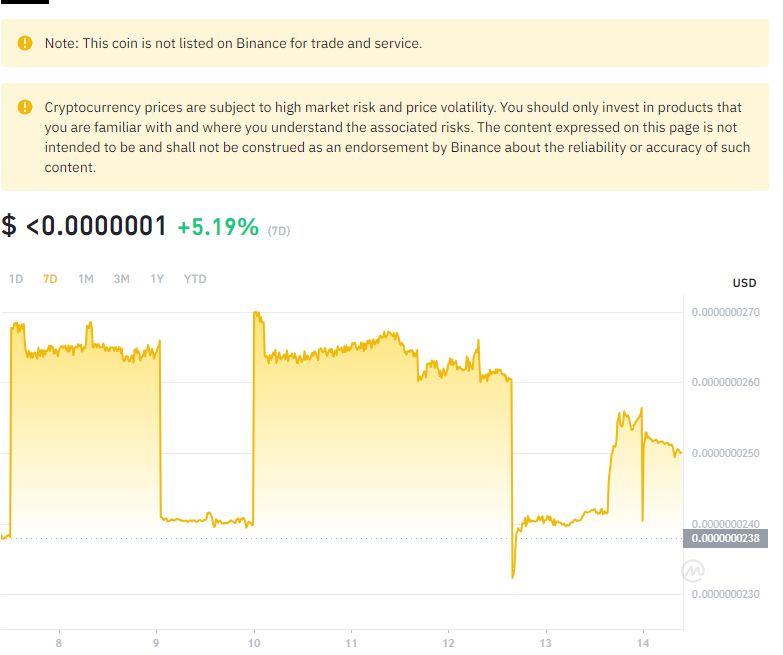 Note: This coin is not listed on Binance for trade and service.
Cryptocurrency prices are subject to high market risk and price volatility. You should only invest in products that
you are familiar with and where you understand the associated risks. The content expressed on this page is not
intended to be and shall not be construed as an endorsement by Binance about the reliability or accuracy of such
content.
$ <0.0000001 +5.19% (7D)
1D 7D 1M 3M 1Y YTD
USD
0.0000000270
0.0000000260
0.0000000250
0.0000000240
0.0000000238
0.0000000230
8 9 10 11 12 13 14